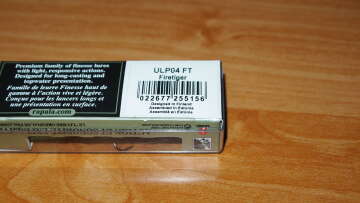 Premium family of finesse lures
with light, responsive actions.
Designed for long-casting and
topwater presentation.
Famille de leurre Finesse haut de
gamme à l'action vive et légère.
Conçue pour les lancers longs et
une présentation en surface.
rapala.com
ULP04 FT
Firetiger
0 22677 25515 6
Designed in Finland
Assembled in Estonia
Assemblé en Estonie